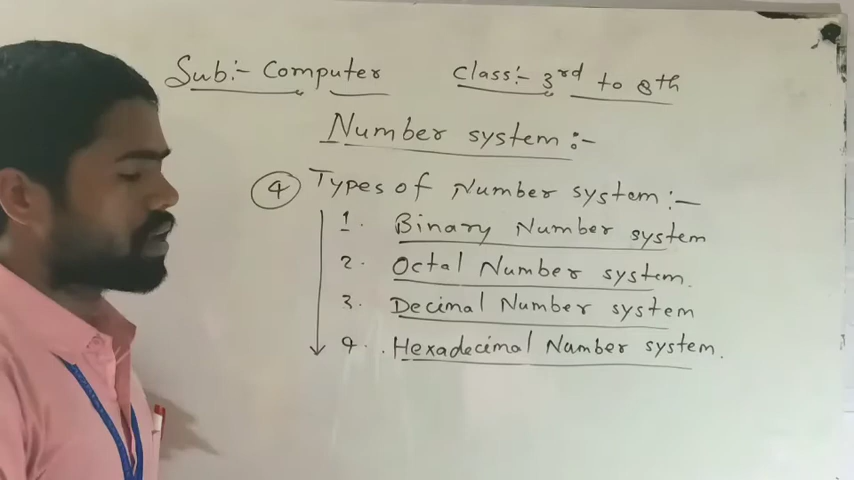 Sub:- Computer Class:- 3rd to 8th
Number system:-
4 Types of Number system:-
1. Binary Number system
2. Octal Number system.
3. Decimal Number system
4. Hexadecimal Number system.